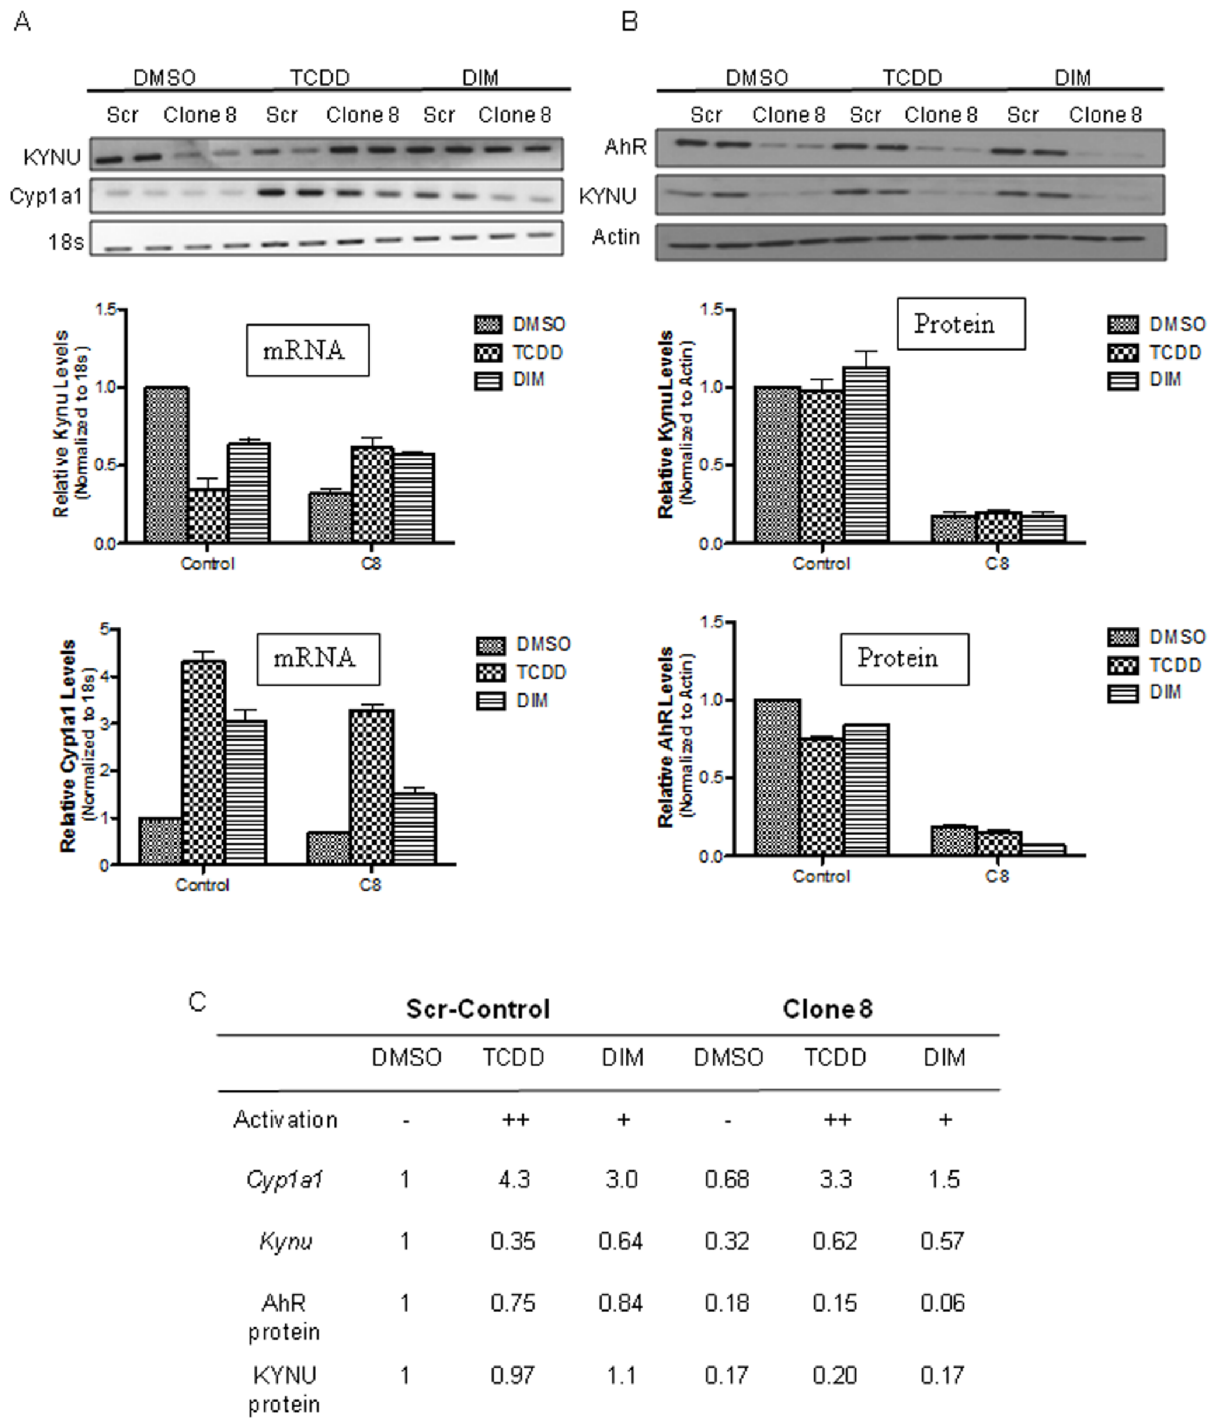 A
DMSO TCDD DIM
Scr Clone 8 Scr Clone 8 Scr Clone 8
KYNU
Cyp1a1
18s
1.5
1.0
0.5
0.0
Relative Kynu Levels
(Normalized to 18s)
mRNA
DMSO
TCDD
DIM
Control C8
5
4
3
2
1
0
Relative Cyp1a1 Levels
(Normalized to 18s)
mRNA
DMSO
TCDD
DIM
Control C8
B
DMSO TCDD DIM
Scr Clone 8 Scr Clone 8 Scr Clone 8
AhR
KYNU
Actin
1.5
1.0
0.5
0.0
Relative Kynu Levels
(Normalized to Actin)
Protein
DMSO
TCDD
DIM
Control C8
1.5
1.0
0.5
0.0
Relative AhR Levels
(Normalized to Actin)
Protein
DMSO
TCDD
DIM
Control C8
C
Scr-Control Clone 8
DMSO TCDD DIM DMSO TCDD DIM
Activation - ++ + - ++ +
Cyp1a1 1 4.3 3.0 0.68 3.3 1.5
Kynu 1 0.35 0.64 0.32 0.62 0.57
AhR 1 0.75 0.84 0.18 0.15 0.06
protein
KYNU 1 0.97 1.1 0.17 0.20 0.17
protein